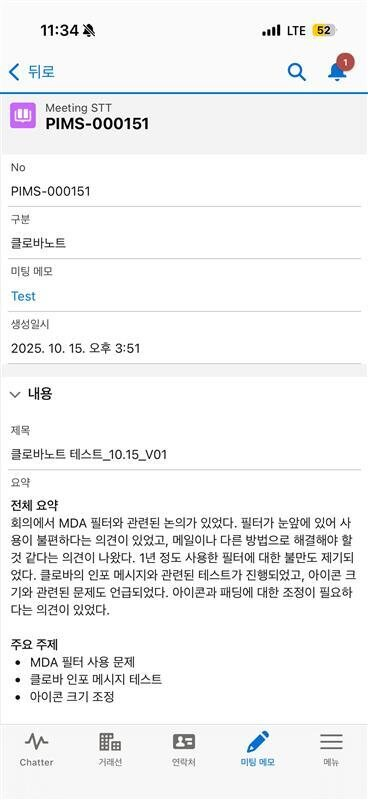 11:34
LTE 52
뒤로
1
Meeting STT
PIMS-000151
No
PIMS-000151
구분
클로바노트
미팅 메모
Test
생성일시
2025. 10. 15. 오후 3:51
내용
제목
클로바노트 테스트_10.15_V01
요약
전체 요약
회의에서 MDA 필터와 관련된 논의가 있었다. 필터가 눈앞에 있어 사
용이 불편하다는 의견이 있었고, 메일이나 다른 방법으로 해결해야 할
것 같다는 의견이 나왔다. 1년 정도 사용한 필터에 대한 불만도 제기되
었다. 클로바의 인포 메시지와 관련된 테스트가 진행되었고, 아이콘 크
기와 관련된 문제도 언급되었다. 아이콘과 패딩에 대한 조정이 필요하
다는 의견이 있었다.
주요 주제
• MDA 필터 사용 문제
• 클로바 인포 메시지 테스트
• 아이콘 크기 조정
Chatter 거래선 연락처 미팅 메모 메뉴